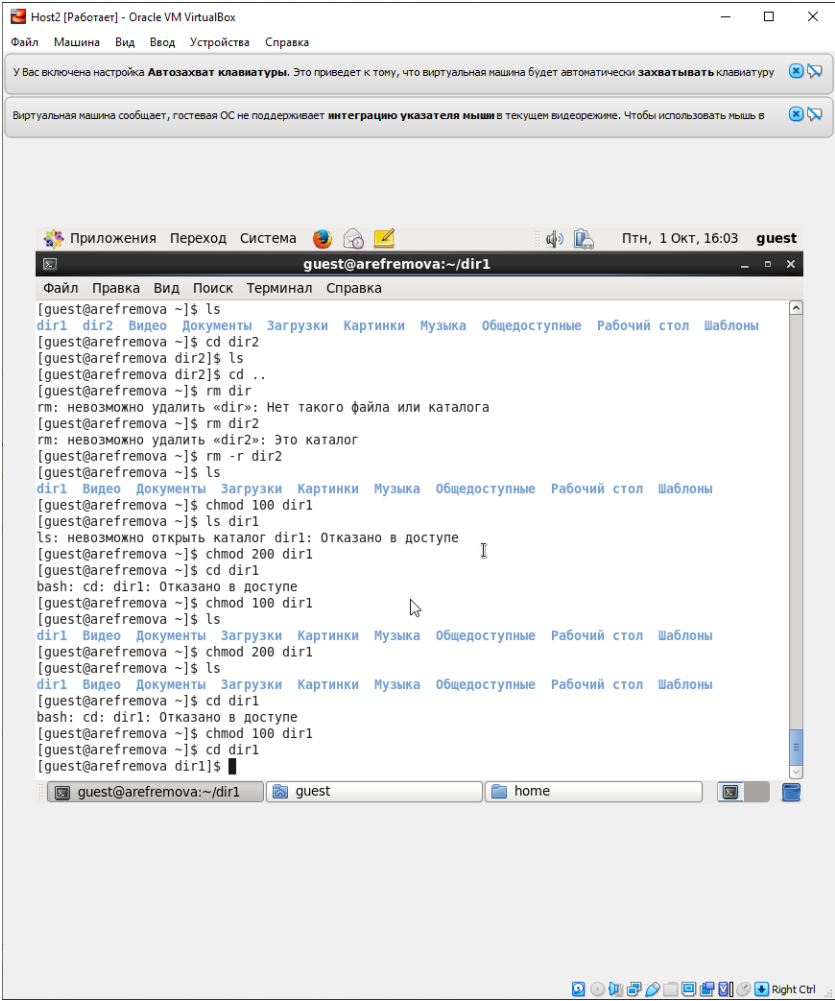 Host2 [Работает] - Oracle VM VirtualBox
Файл Машина Вид Ввод Устройства Справка
У Вас включена настройка Автозахват клавиатуры. Это приведет к тому, что виртуальная машина будет автоматически захватывать клавиатуру
Виртуальная машина сообщает, гостевая ОС не поддерживает интеграцию указателя мыши в текущем видеорежиме. Чтобы использовать мышь в
Приложения Переход Система Птн, 1 Окт, 16:03 guest
guest@arefremova:~/dir1
Файл Правка Вид Поиск Терминал Справка
[guest@arefremova ~]$ ls
dir1 dir2 Видео Документы Загрузки Картинки Музыка Общедоступные Рабочий стол Шаблоны
[guest@arefremova ~]$ cd dir2
[guest@arefremova dir2]$ ls
[guest@arefremova dir2]$ cd ..
[guest@arefremova ~]$ rm dir
rm: невозможно удалить «dir»: Нет такого файла или каталога
[guest@arefremova ~]$ rm dir2
rm: невозможно удалить «dir2»: Это каталог
[guest@arefremova ~]$ rm -r dir2
[guest@arefremova ~]$ ls
dir1 Видео Документы Загрузки Картинки Музыка Общедоступные Рабочий стол Шаблоны
[guest@arefremova ~]$ chmod 100 dir1
[guest@arefremova ~]$ ls dir1
ls: невозможно открыть каталог dir1: Отказано в доступе
[guest@arefremova ~]$ chmod 200 dir1
[guest@arefremova ~]$ cd dir1
bash: cd: dir1: Отказано в доступе
[guest@arefremova ~]$ chmod 100 dir1
[guest@arefremova ~]$ ls
dir1 Видео Документы Загрузки Картинки Музыка Общедоступные Рабочий стол Шаблоны
[guest@arefremova ~]$ chmod 200 dir1
[guest@arefremova ~]$ ls
dir1 Видео Документы Загрузки Картинки Музыка Общедоступные Рабочий стол Шаблоны
[guest@arefremova ~]$ cd dir1
bash: cd: dir1: Отказано в доступе
[guest@arefremova ~]$ chmod 100 dir1
[guest@arefremova ~]$ cd dir1
[guest@arefremova dir1]$
guest@arefremova:~/dir1 guest home
Right Ctrl